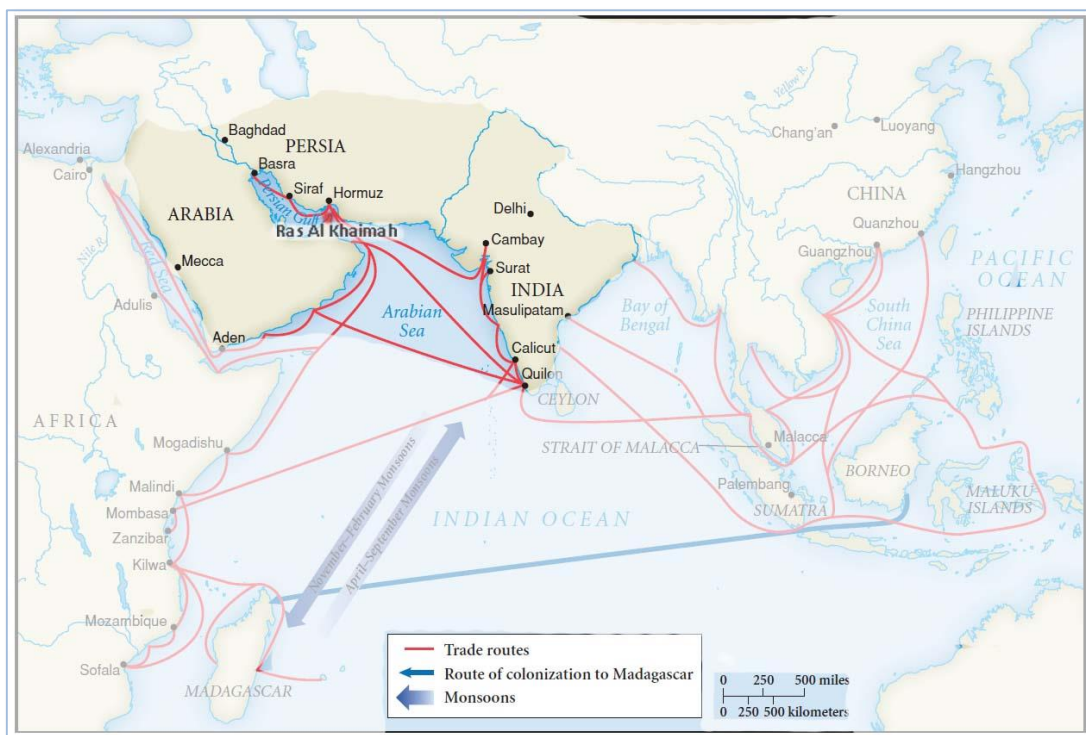 Baghdad
PERSIA
Basra
Siraf
Hormuz
Persian Gulf
Ras Al Khaimah
ARABIA
Mecca
Alexandria
Cairo
Nile R.
Red Sea
Adulis
Aden
Arabian
Sea
Delhi
Cambay
Surat
INDIA
Masulipatam
Calicut
Quilon
CEYLON
Bay of
Bengal
Yellow R.
Chang'an
Luoyang
Hangzhou
CHINA
Quanzhou
Guangzhou
PACIFIC
OCEAN
South
China
Sea
PHILIPPINE
ISLANDS
STRAIT OF MALACCA
Malacca
BORNEO
Palembang
SUMATRA
MALUKU
ISLANDS
AFRICA
Mogadishu
Malindi
Mombasa
Zanzibar
Kilwa
Mozambique
Sofala
MADAGASCAR
INDIAN OCEAN
November–February Monsoons
April–September Monsoons
Trade routes
Route of colonization to Madagascar
Monsoons
0 250 500 miles
0 250 500 kilometers